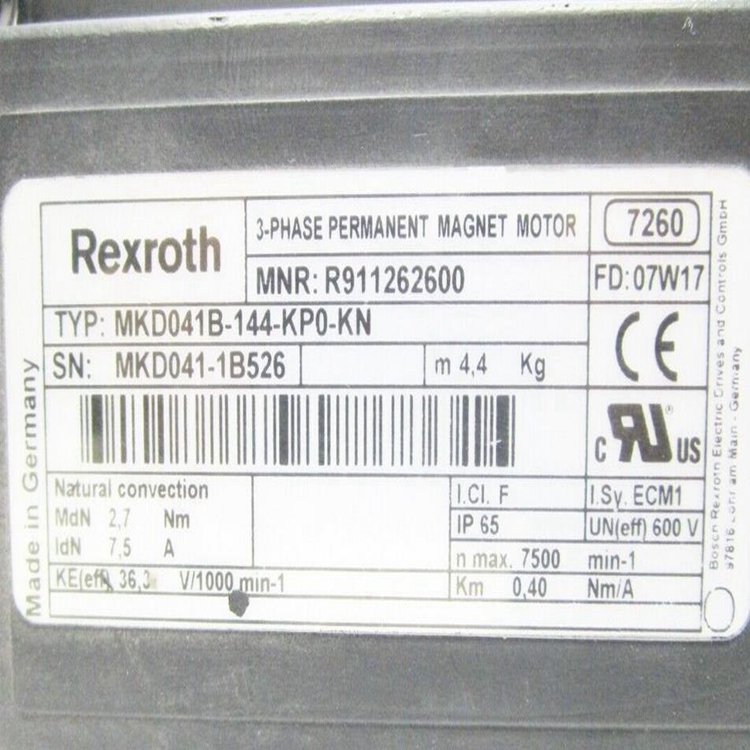 Rexroth
3-PHASE PERMANENT MAGNET MOTOR
7260
MNR: R911262600
FD: 07W17
TYP: MKD041B-144-KP0-KN
SN: MKD041-1B526
m 4,4 Kg
CE
C RU US
Natural convection
MdN 2,7 Nm
IdN 7,5 A
KE(eff) 36,3 V/1000 min-1
I.Cl. F
I.Sy. ECM1
IP 65
UN(eff) 600 V
n max. 7500 min-1
Km 0,40 Nm/A
Made in Germany
Bosch Rexroth Electric Drives and Controls GmbH
97816 Lohr am Main - Germany